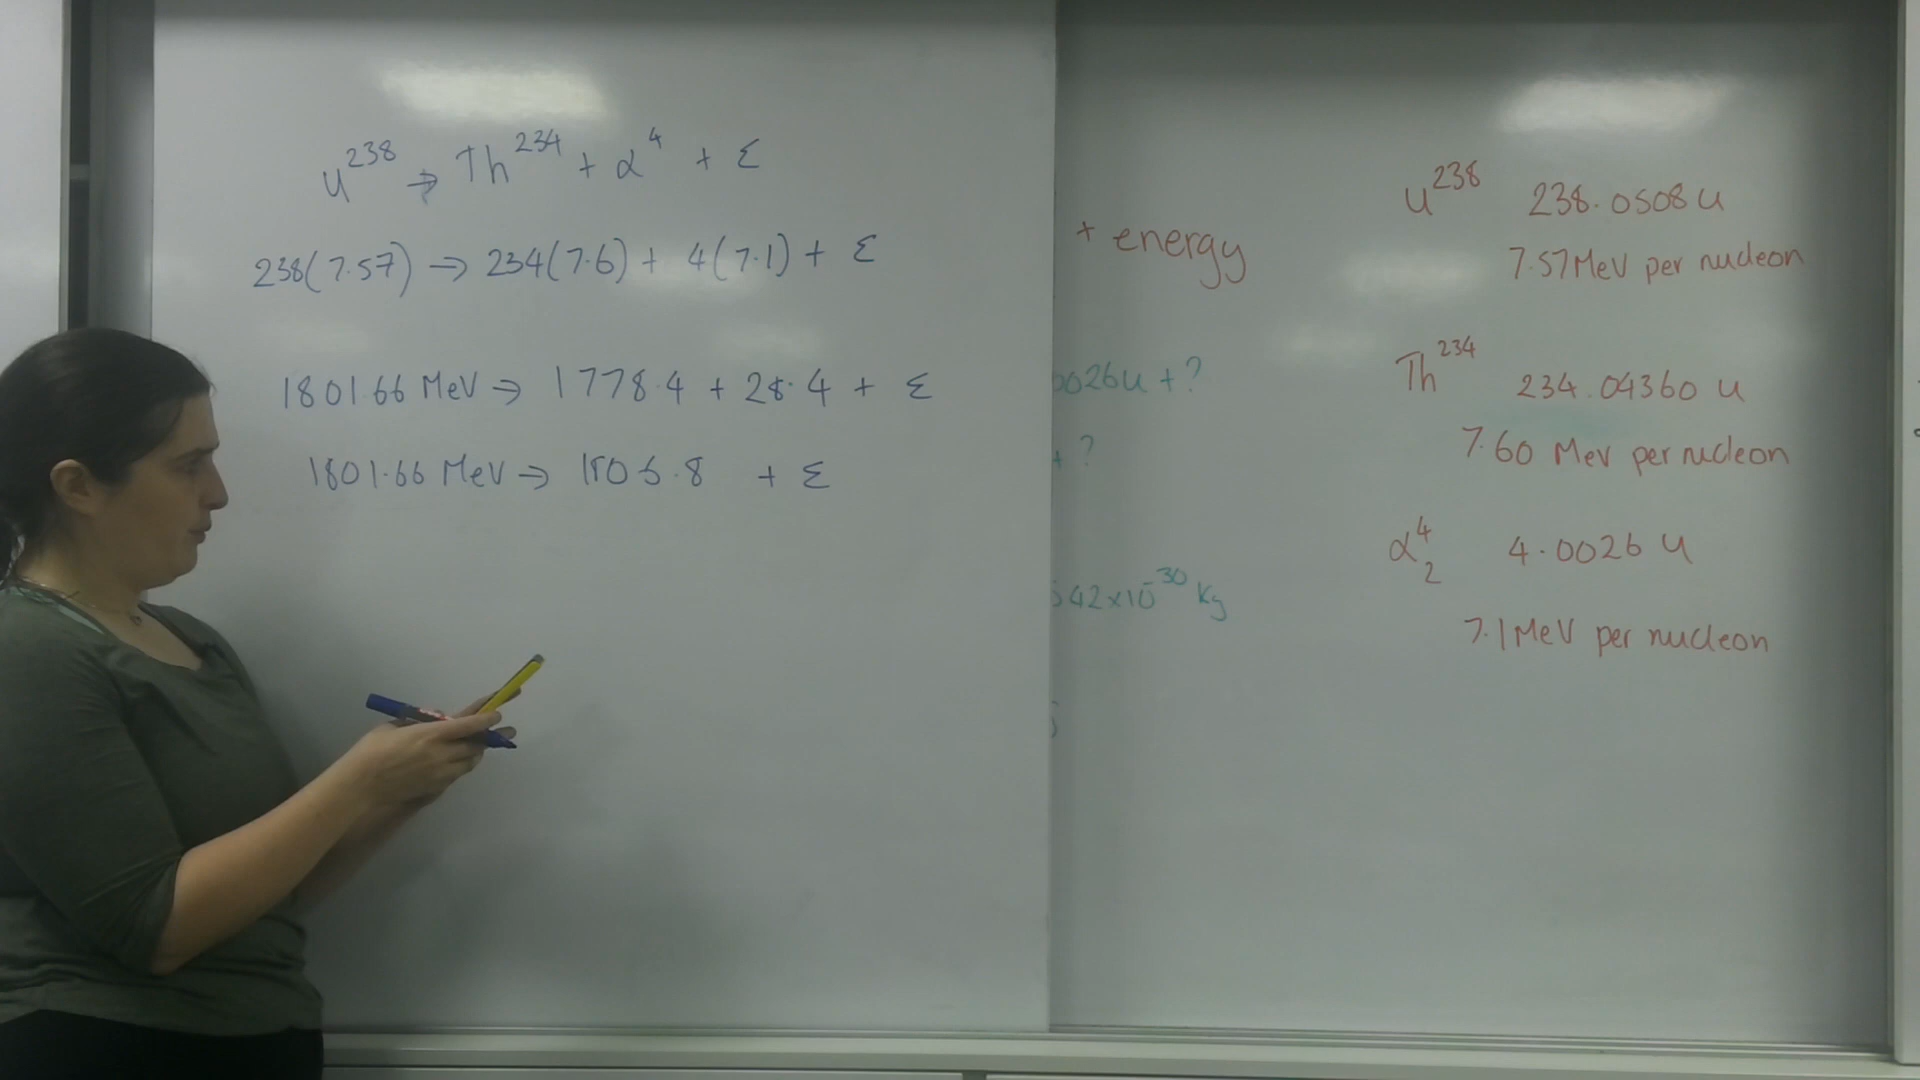 U²³⁸ → Th²³⁴ + α⁴ + Σ
238(7.57) → 234(7.6) + 4(7.1) + Σ
1801.66 MeV → 1778.4 + 28.4 + Σ
1801.66 MeV → 1806.8 + Σ
+ energy
0026u + ?
+ ?
42×10⁻³⁰ Kg
U²³⁸ 238.0508 u
7.57 MeV per nucleon
Th²³⁴ 234.04360 u
7.60 Mev per nucleon
α⁴₂ 4.0026 u
7.1 MeV per nucleon